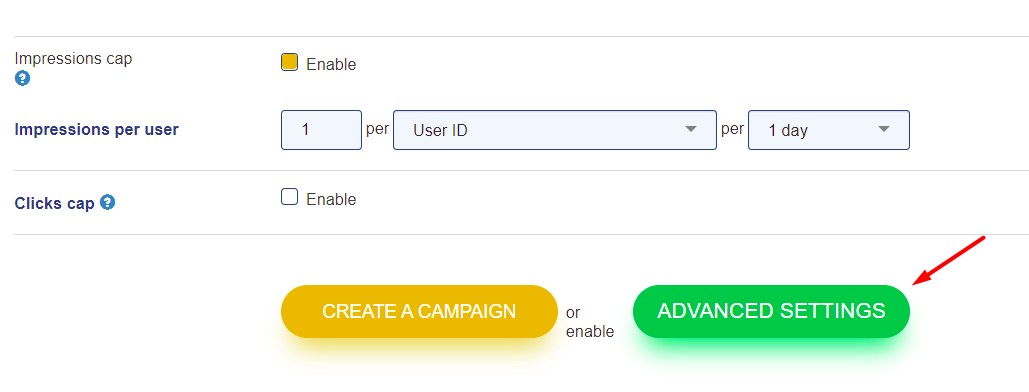 Impressions cap
Enable
Impressions per user
1 per User ID per 1 day
Clicks cap
Enable
CREATE A CAMPAIGN or enable ADVANCED SETTINGS